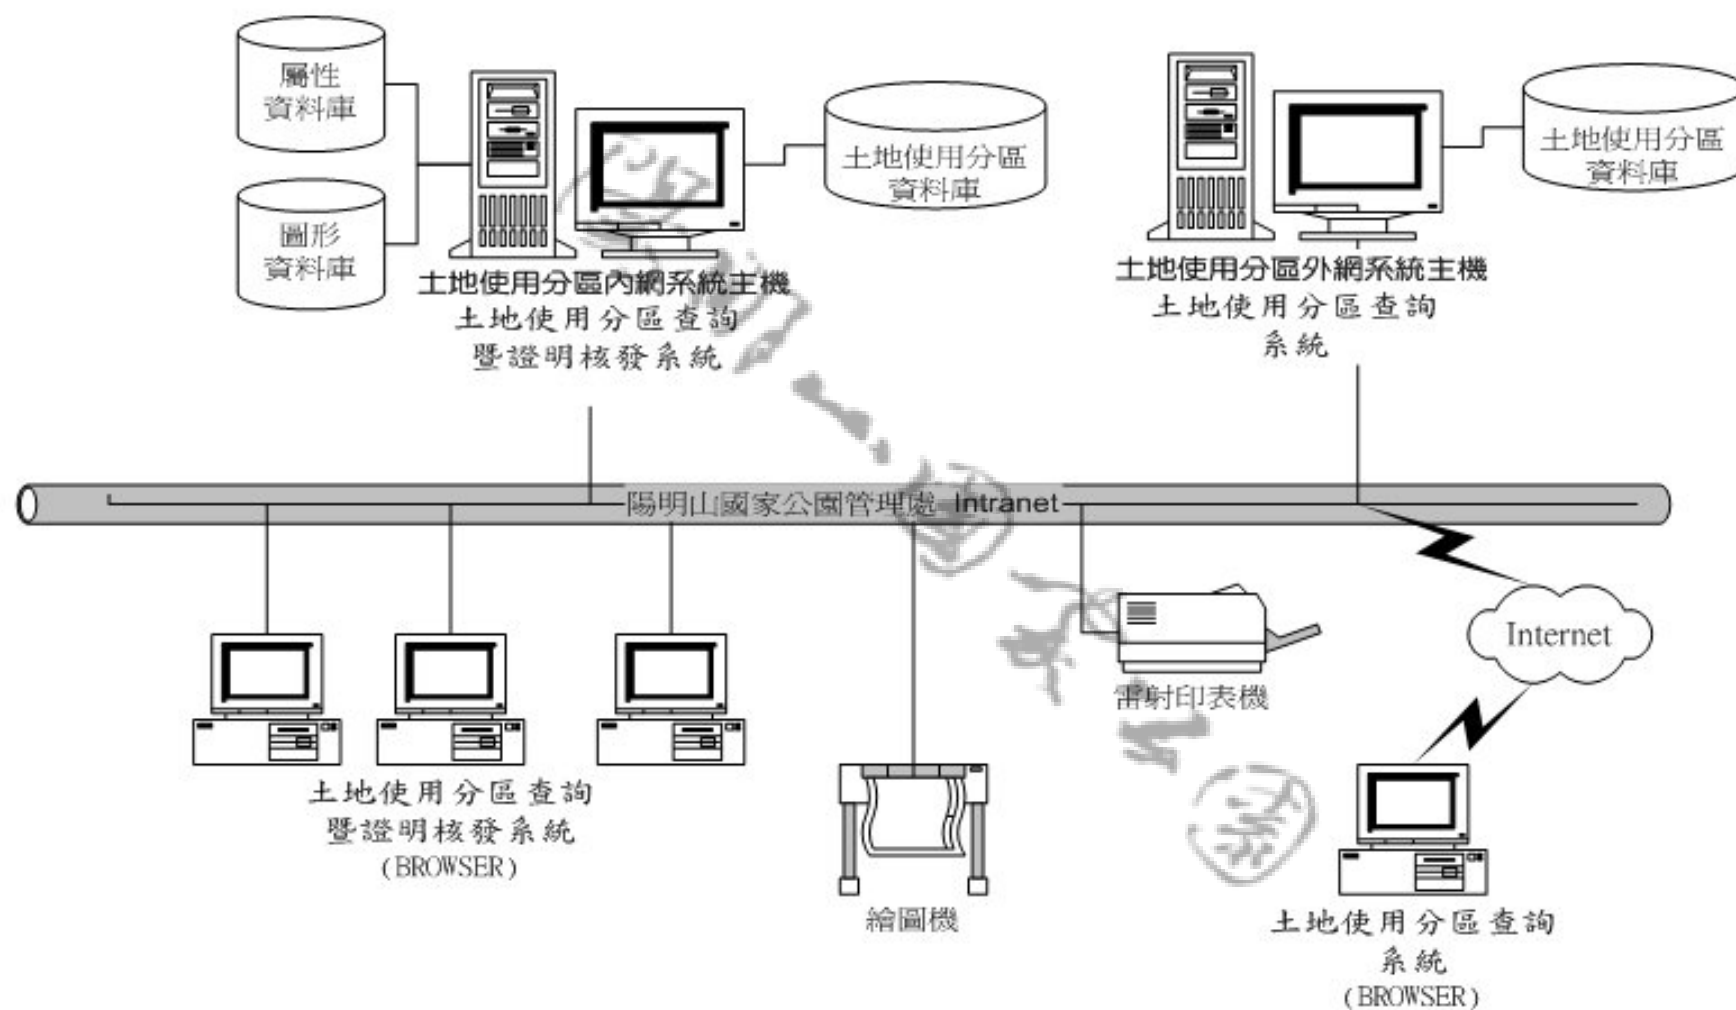 屬性
資料庫
圖形
資料庫
土地使用分區
資料庫
土地使用分區內網系統主機
土地使用分區查詢
暨證明核發系統
土地使用分區
資料庫
土地使用分區外網系統主機
土地使用分區查詢
系統
陽明山國家公園管理處 Intranet
土地使用分區查詢
暨證明核發系統
(BROWSER)
繪圖機
雷射印表機
Internet
土地使用分區查詢
系統
(BROWSER)